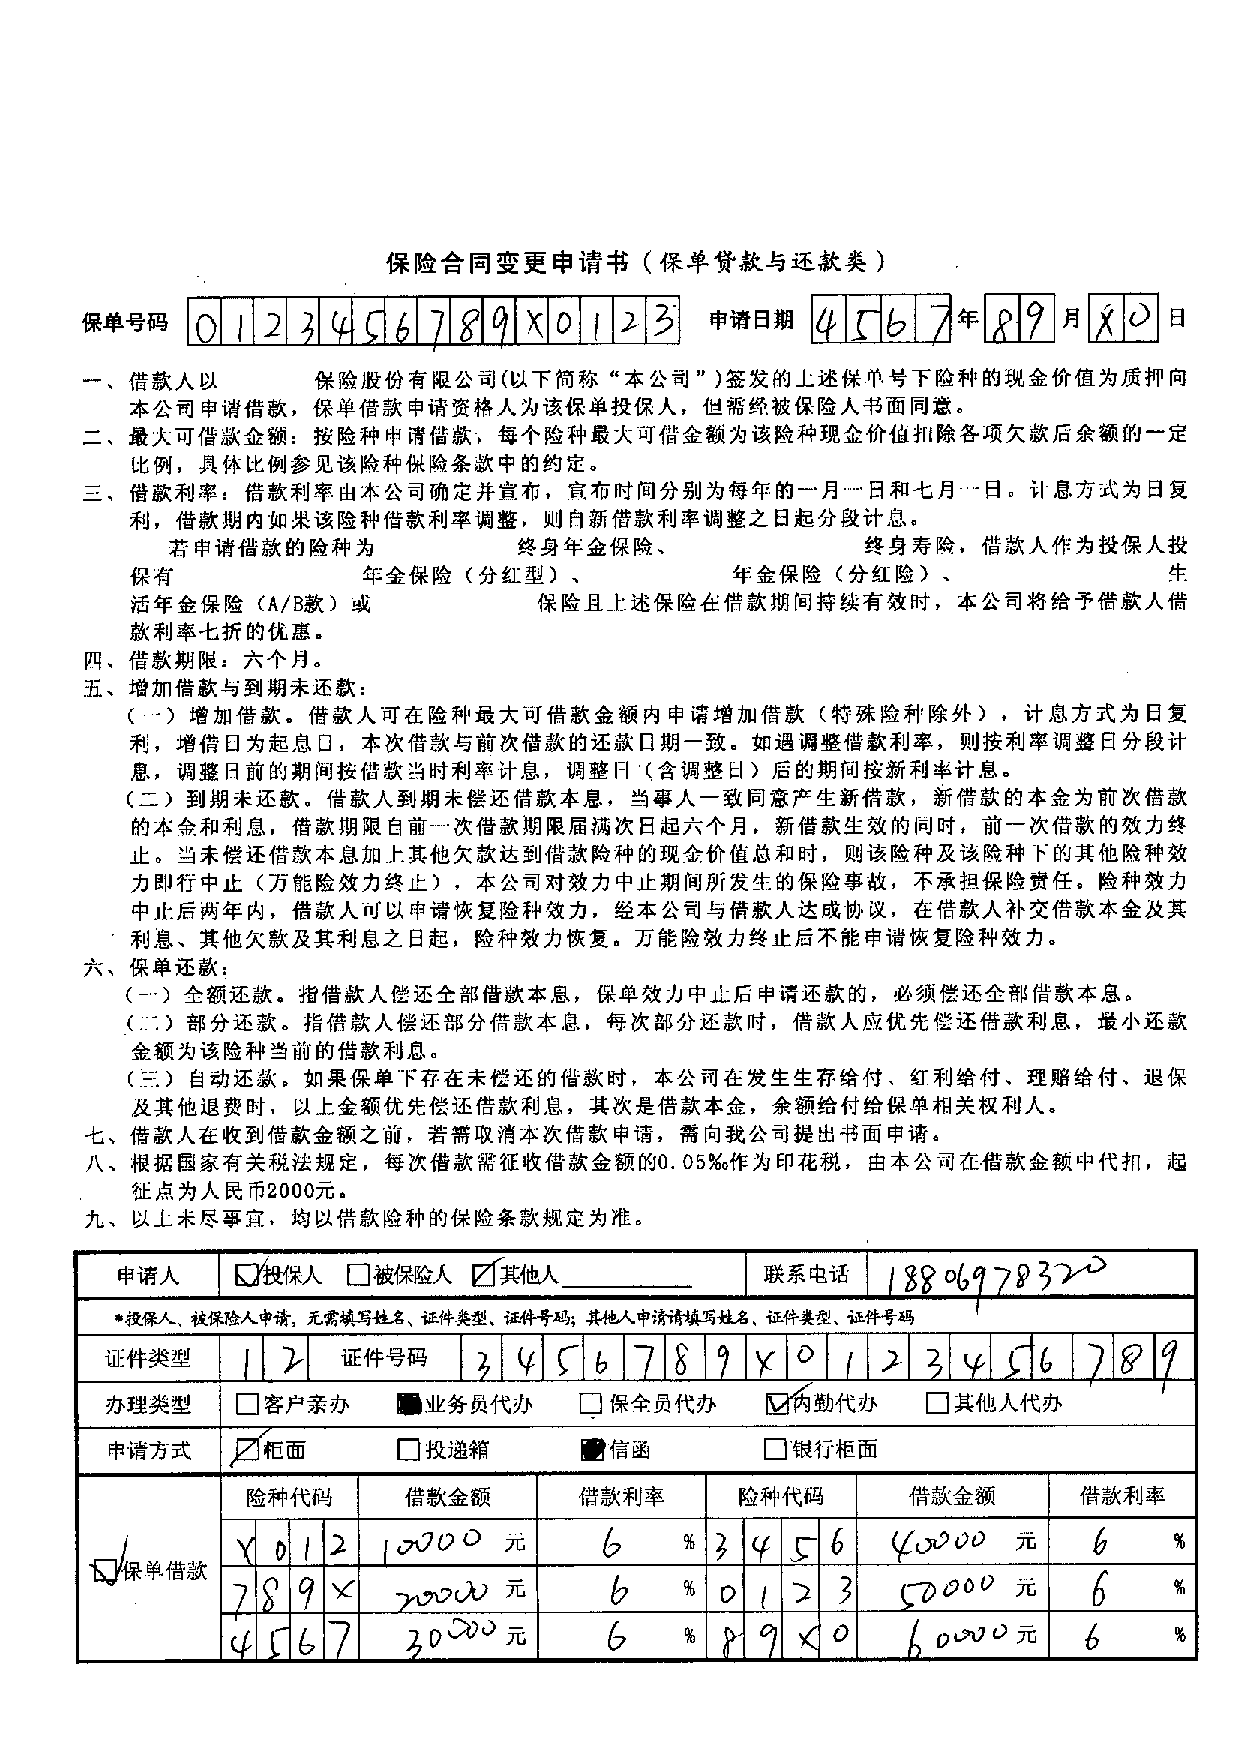 保险合同变更申请书（保单贷款与还款类）
保单号码 0123456789X0123 申请日期 4567年89月X0日
一、借款人以 保险股份有限公司(以下简称“本公司”)签发的上述保单号下险种的现金价值为质押向
本公司申请借款，保单借款申请资格人为该保单投保人，但需经被保险人书面同意。
二、最大可借款金额：按险种申请借款，每个险种最大可借金额为该险种现金价值扣除各项欠款后余额的一定
比例，具体比例参见该险种保险条款中的约定。
三、借款利率：借款利率由本公司确定并宣布，宣布时间分别为每年的一月一日和七月一日。计息方式为日复
利，借款期内如果该险种借款利率调整，则自新借款利率调整之日起分段计息。
若申请借款的险种为 终身年金保险、 终身寿险，借款人作为投保人投
保有 年金保险（分红型）、 年金保险（分红险）、 生
活年金保险（A/B款）或 保险且上述保险在借款期间持续有效时，本公司将给予借款人借
款利率七折的优惠。
四、借款期限：六个月。
五、增加借款与到期未还款：
（一）增加借款。借款人可在险种最大可借款金额内申请增加借款（特殊险种除外），计息方式为日复
利，增借日为起息日，本次借款与前次借款的还款日期一致。如遇调整借款利率，则按利率调整日分段计
息，调整日前的期间按借款当时利率计息，调整日（含调整日）后的期间按新利率计息。
（二）到期未还款。借款人到期未偿还借款本息，当事人一致同意产生新借款，新借款的本金为前次借款
的本金和利息，借款期限自前一次借款期限届满次日起六个月，新借款生效的同时，前一次借款的效力终
止。当未偿还借款本息加上其他欠款达到借款险种的现金价值总和时，则该险种及该险种下的其他险种效
力即行中止（万能险效力终止），本公司对效力中止期间所发生的保险事故，不承担保险责任。险种效力
中止后两年内，借款人可以申请恢复险种效力，经本公司与借款人达成协议，在借款人补交借款本金及其
利息、其他欠款及其利息之日起，险种效力恢复。万能险效力终止后不能申请恢复险种效力。
六、保单还款：
（一）全额还款。指借款人偿还全部借款本息，保单效力中止后申请还款的，必须偿还全部借款本息。
（二）部分还款。指借款人偿还部分借款本息，每次部分还款时，借款人应优先偿还借款利息，最小还款
金额为该险种当前的借款利息。
（三）自动还款。如果保单下存在未偿还的借款时，本公司在发生生存给付、红利给付、理赔给付、退保
及其他退费时，以上金额优先偿还借款利息，其次是借款本金，余额给付给保单相关权利人。
七、借款人在收到借款金额之前，若需取消本次借款申请，需向我公司提出书面申请。
八、根据国家有关税法规定，每次借款需征收借款金额的0.05‰作为印花税，由本公司在借款金额中代扣，起
征点为人民币2000元。
九、以上未尽事宜，均以借款险种的保险条款规定为准。
申请人 ☑投保人 □被保险人 ☑其他人 联系电话 18806978320
*投保人、被保险人申请，无需填写姓名、证件类型、证件号码；其他人申请请填写姓名、证件类型、证件号码
证件类型 12 证件号码 3456789X0123456789
办理类型 □客户亲办 ■业务员代办 □保全员代办 ☑内勤代办 □其他人代办
申请方式 ☑柜面 □投递箱 ■信函 □银行柜面
险种代码 借款金额 借款利率 险种代码 借款金额 借款利率
X012 10000元 6% 3456 40000元 6%
☑保单借款 789X 20000元 6% 0123 50000元 6%
4567 30000元 6% 89X0 60000元 6%